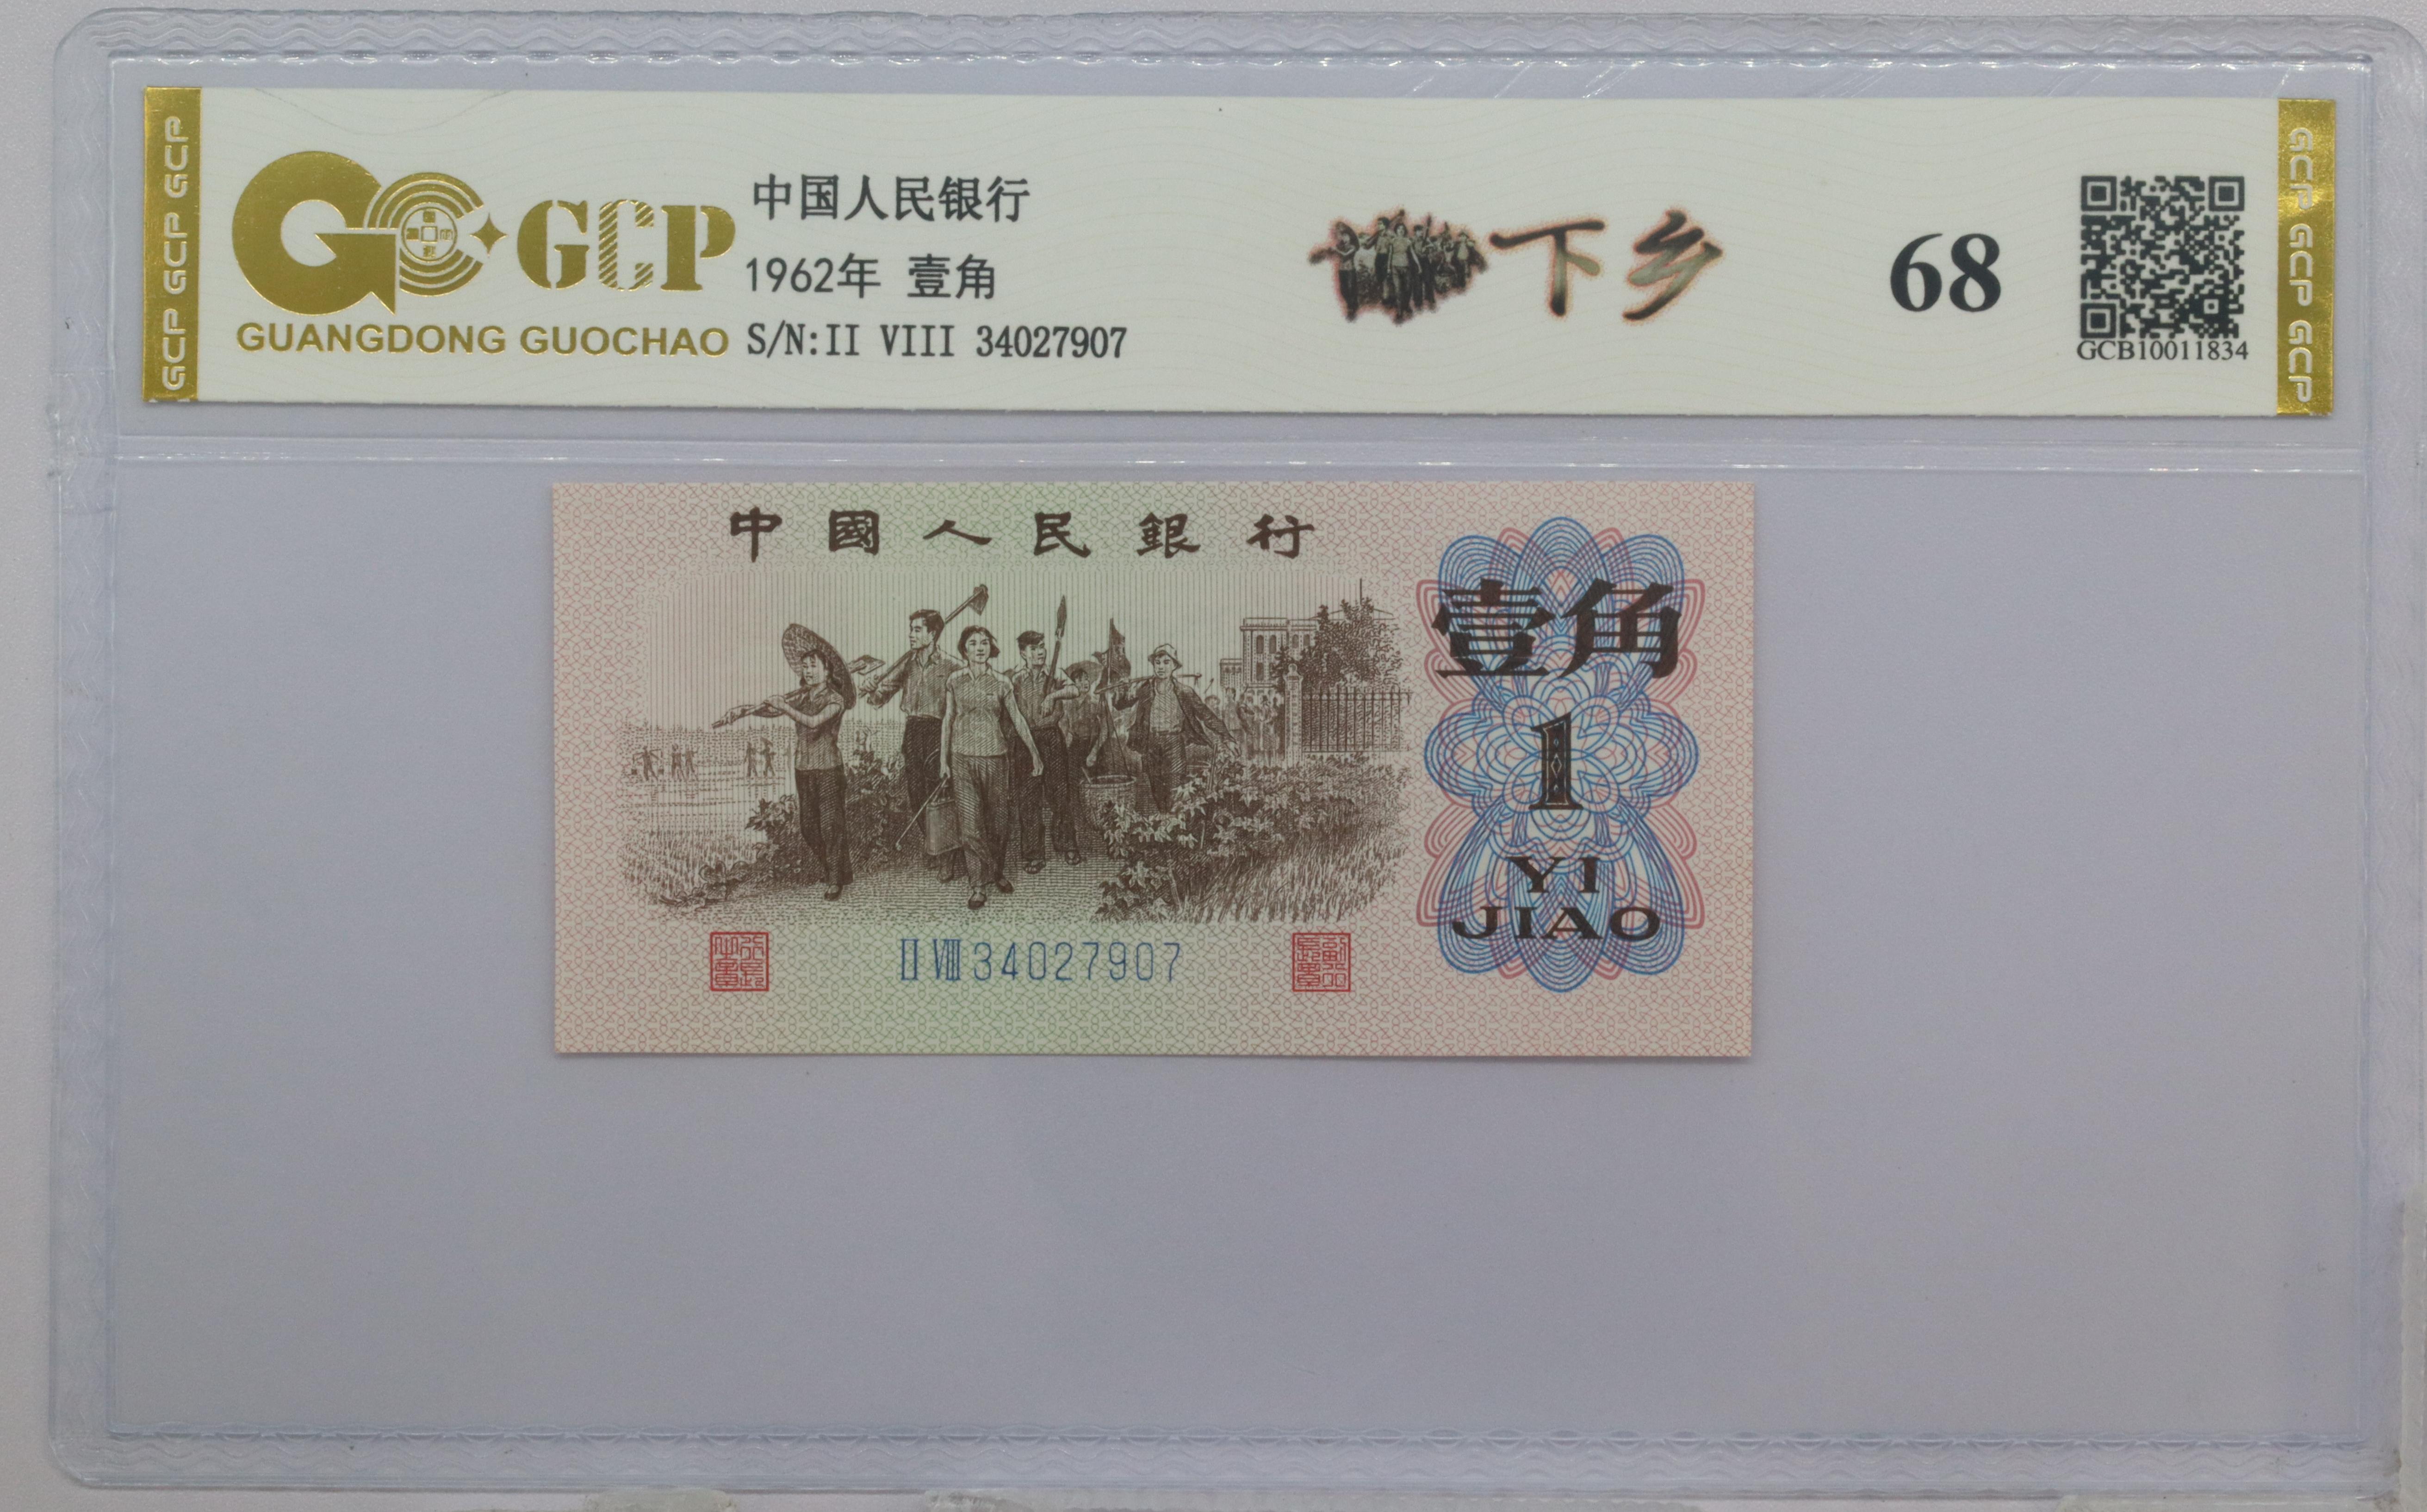 GCP GCP GCP
GCP
GUANGDONG GUOCHAO
中国人民银行
1962年 壹角
S/N:II VIII 34027907
下乡
68
GCB10011834
GCP GCP GCP
中國人民銀行
壹角
1
YI
JIAO
II VIII 34027907